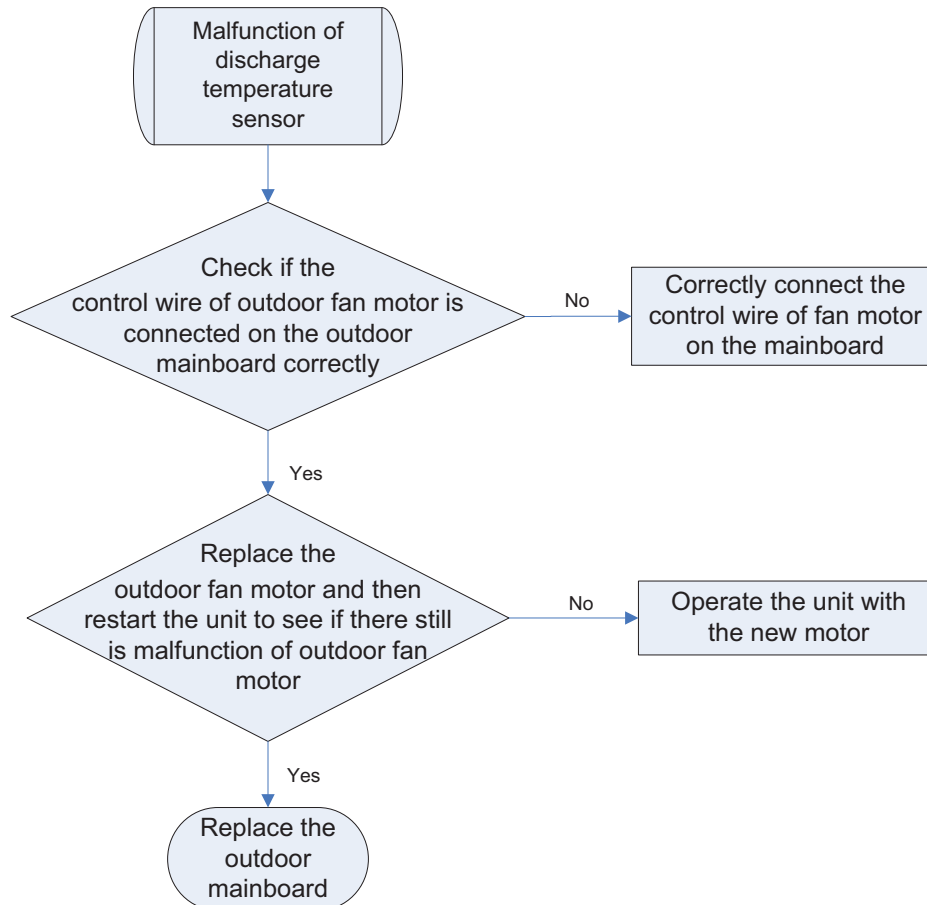 Malfunction of
discharge
temperature
sensor
Check if the
control wire of outdoor fan motor is
connected on the outdoor
mainboard correctly
No
Correctly connect the
control wire of fan motor
on the mainboard
Yes
Replace the
outdoor fan motor and then
restart the unit to see if there still
is malfunction of outdoor fan
motor
No
Operate the unit with
the new motor
Yes
Replace the
outdoor
mainboard